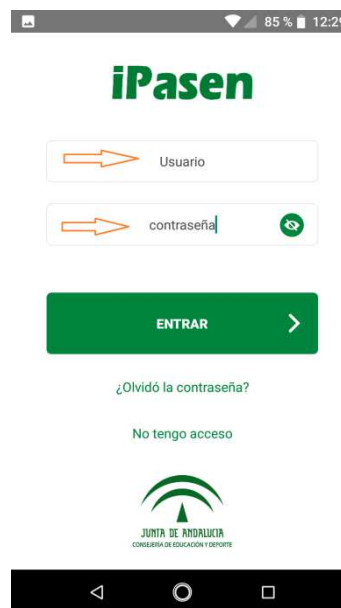 85 % 12:29
iPasen
Usuario
contraseña
ENTRAR
¿Olvidó la contraseña?
No tengo acceso
JUNTA DE ANDALUCIA
CONSEJERÍA DE EDUCACIÓN Y DEPORTE